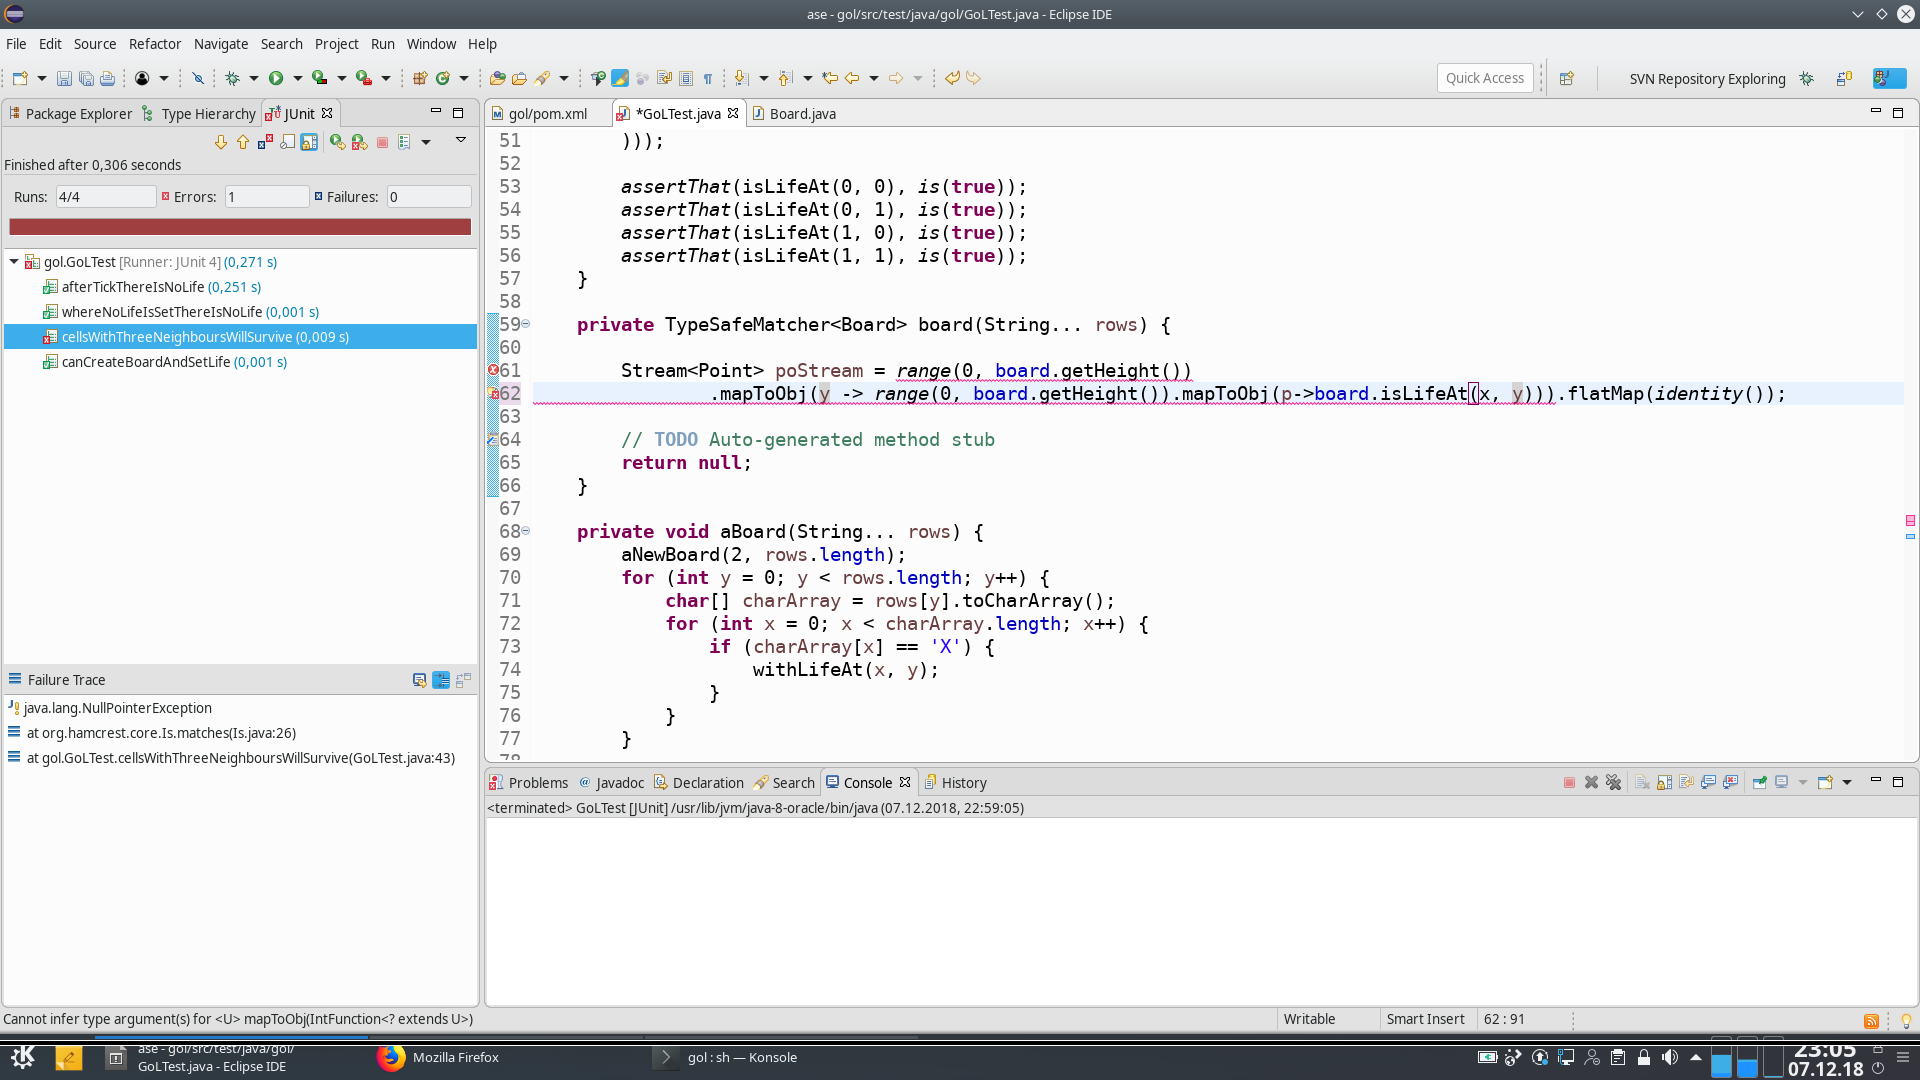 ase - gol/src/test/java/gol/GoLTest.java - Eclipse IDE
File Edit Source Refactor Navigate Search Project Run Window Help
Quick Access
SVN Repository Exploring
Package Explorer Type Hierarchy JUnit
Finished after 0,306 seconds
Runs: 4/4 Errors: 1 Failures: 0
gol.GoLTest [Runner: JUnit 4] (0,271 s)
afterTickThereIsNoLife (0,251 s)
whereNoLifeIsSetThereIsNoLife (0,001 s)
cellsWithThreeNeighboursWillSurvive (0,009 s)
canCreateBoardAndSetLife (0,001 s)
Failure Trace
java.lang.NullPointerException
at org.hamcrest.core.Is.matches(Is.java:26)
at gol.GoLTest.cellsWithThreeNeighboursWillSurvive(GoLTest.java:43)
gol/pom.xml *GoLTest.java Board.java
51 )));
52
53 assertThat(isLifeAt(0, 0), is(true));
54 assertThat(isLifeAt(0, 1), is(true));
55 assertThat(isLifeAt(1, 0), is(true));
56 assertThat(isLifeAt(1, 1), is(true));
57 }
58
59 private TypeSafeMatcher<Board> board(String... rows) {
60
61 Stream<Point> poStream = range(0, board.getHeight())
62 .mapToObj(y -> range(0, board.getHeight()).mapToObj(p->board.isLifeAt(x, y))).flatMap(identity());
63
64 // TODO Auto-generated method stub
65 return null;
66 }
67
68 private void aBoard(String... rows) {
69 aNewBoard(2, rows.length);
70 for (int y = 0; y < rows.length; y++) {
71 char[] charArray = rows[y].toCharArray();
72 for (int x = 0; x < charArray.length; x++) {
73 if (charArray[x] == 'X') {
74 withLifeAt(x, y);
75 }
76 }
77 }
78
Problems Javadoc Declaration Search Console History
<terminated> GoLTest [JUnit] /usr/lib/jvm/java-8-oracle/bin/java (07.12.2018, 22:59:05)
Cannot infer type argument(s) for <U> mapToObj(IntFunction<? extends U>)
Writable Smart Insert 62 : 91
ase - gol/src/test/java/gol/
GoLTest.java - Eclipse IDE
Mozilla Firefox
gol : sh — Konsole
23:05
07.12.18